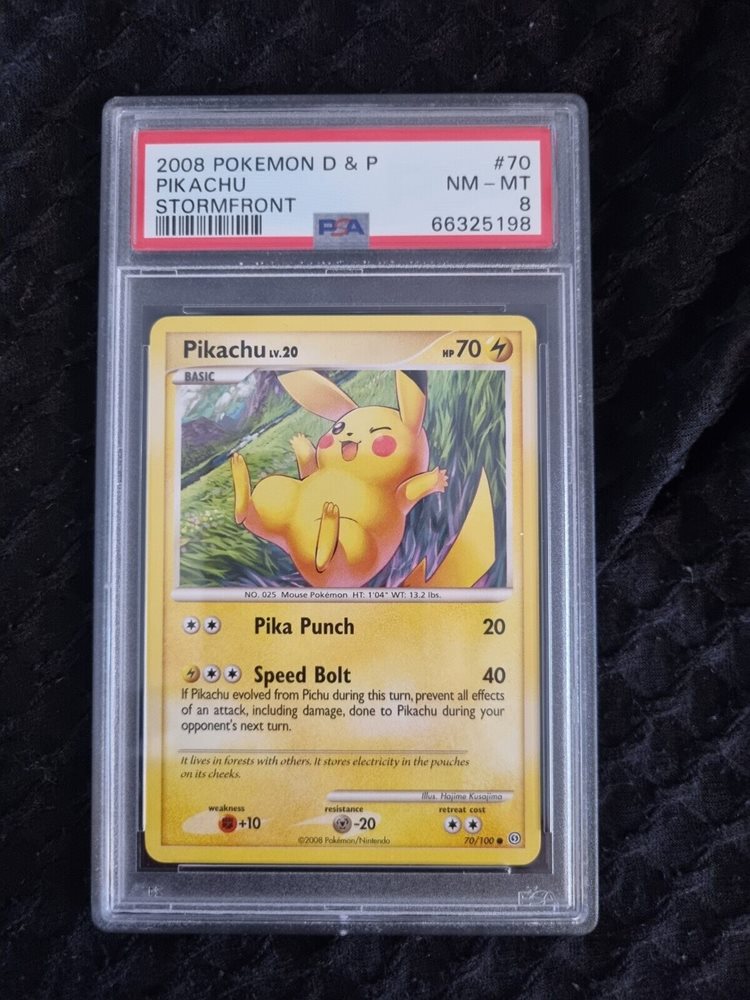 2008 POKEMON D & P #70
PIKACHU NM - MT
STORMFRONT 8
PSA 66325198
Pikachu LV.20 HP 70
BASIC
NO. 025 Mouse Pokémon HT: 1'04" WT: 13.2 lbs.
Pika Punch 20
Speed Bolt 40
If Pikachu evolved from Pichu during this turn, prevent all effects
of an attack, including damage, done to Pikachu during your
opponent's next turn.
It lives in forests with others. It stores electricity in the pouches
on its cheeks.
Illus. Hajime Kusajima
weakness resistance retreat cost
+10 -20
©2008 Pokémon/Nintendo 70/100